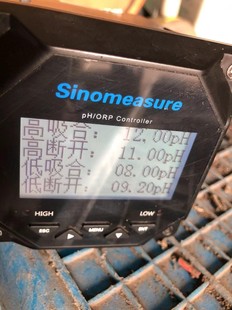 Sinomeasure
pH/ORP Controller
高吸合: 12.00pH
高断开: 11.00pH
低吸合: 08.00pH
低断开: 09.20pH
HIGH LOW
ESC MENU ENT